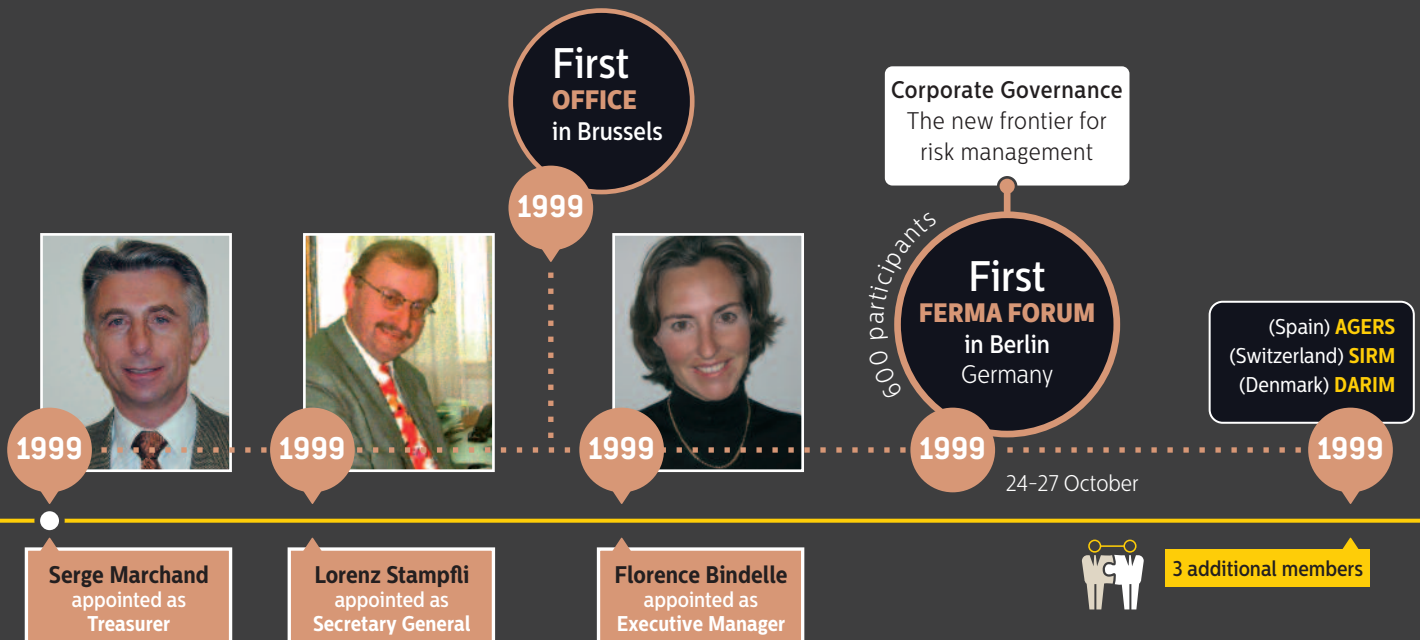 First
OFFICE
in Brussels
1999
Corporate Governance
The new frontier for
risk management
600 participants
First
FERMA FORUM
in Berlin
Germany
(Spain) AGERS
(Switzerland) SIRM
(Denmark) DARIM
1999
1999
1999
1999
1999
24-27 October
Serge Marchand
appointed as
Treasurer
Lorenz Stampfli
appointed as
Secretary General
Florence Bindelle
appointed as
Executive Manager
3 additional members